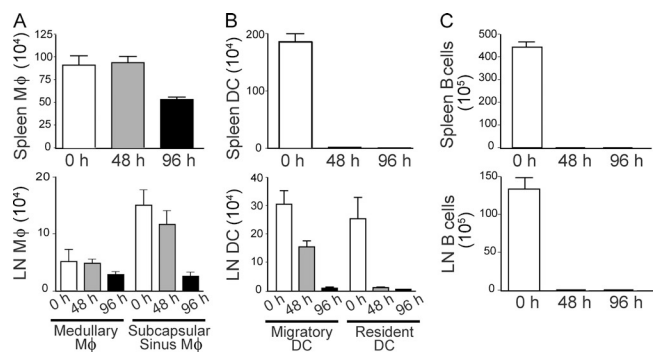 A
Spleen Mϕ (10⁴)
125
100
75
50
25
0
0 h 48 h 96 h
LN Mϕ (10⁴)
20
10
0
0 h 48 h 96 h 0 h 48 h 96 h
Medullary Mϕ
Subcapsular Sinus Mϕ
B
Spleen DC (10⁴)
200
100
0
0 h 48 h 96 h
LN DC (10⁴)
40
30
20
10
0
0 h 48 h 96 h 0 h 48 h 96 h
Migratory DC
Resident DC
C
Spleen B cells (10⁵)
500
400
300
200
100
0
0 h 48 h 96 h
LN B cells (10⁵)
150
100
50
0
0 h 48 h 96 h